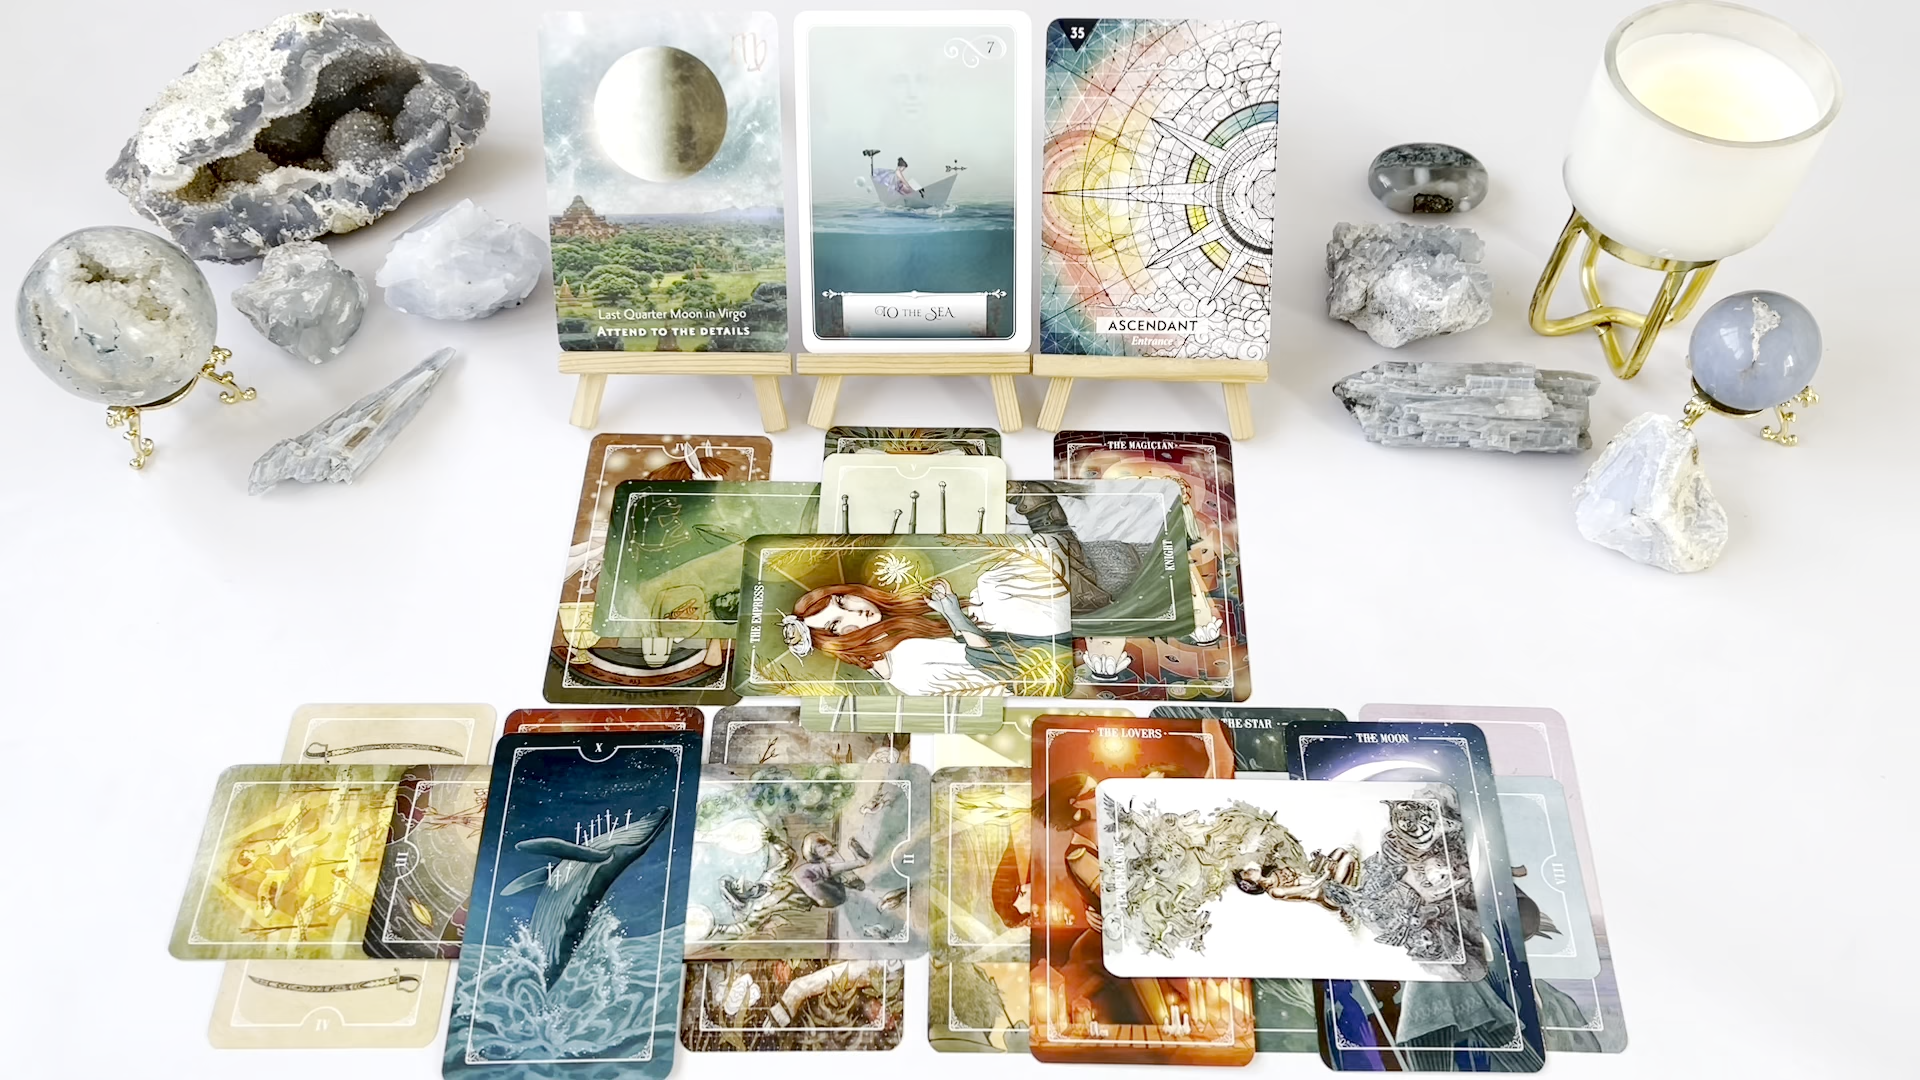 Last Quarter Moon in Virgo
ATTEND TO THE DETAILS
7
TO THE SEA
35
ASCENDANT
Entrance
IV
V
THE MAGICIAN
KNIGHT
THE EMPRESS
X
III
II
IV
THE LOVERS
THE STAR
THE MOON
VIII